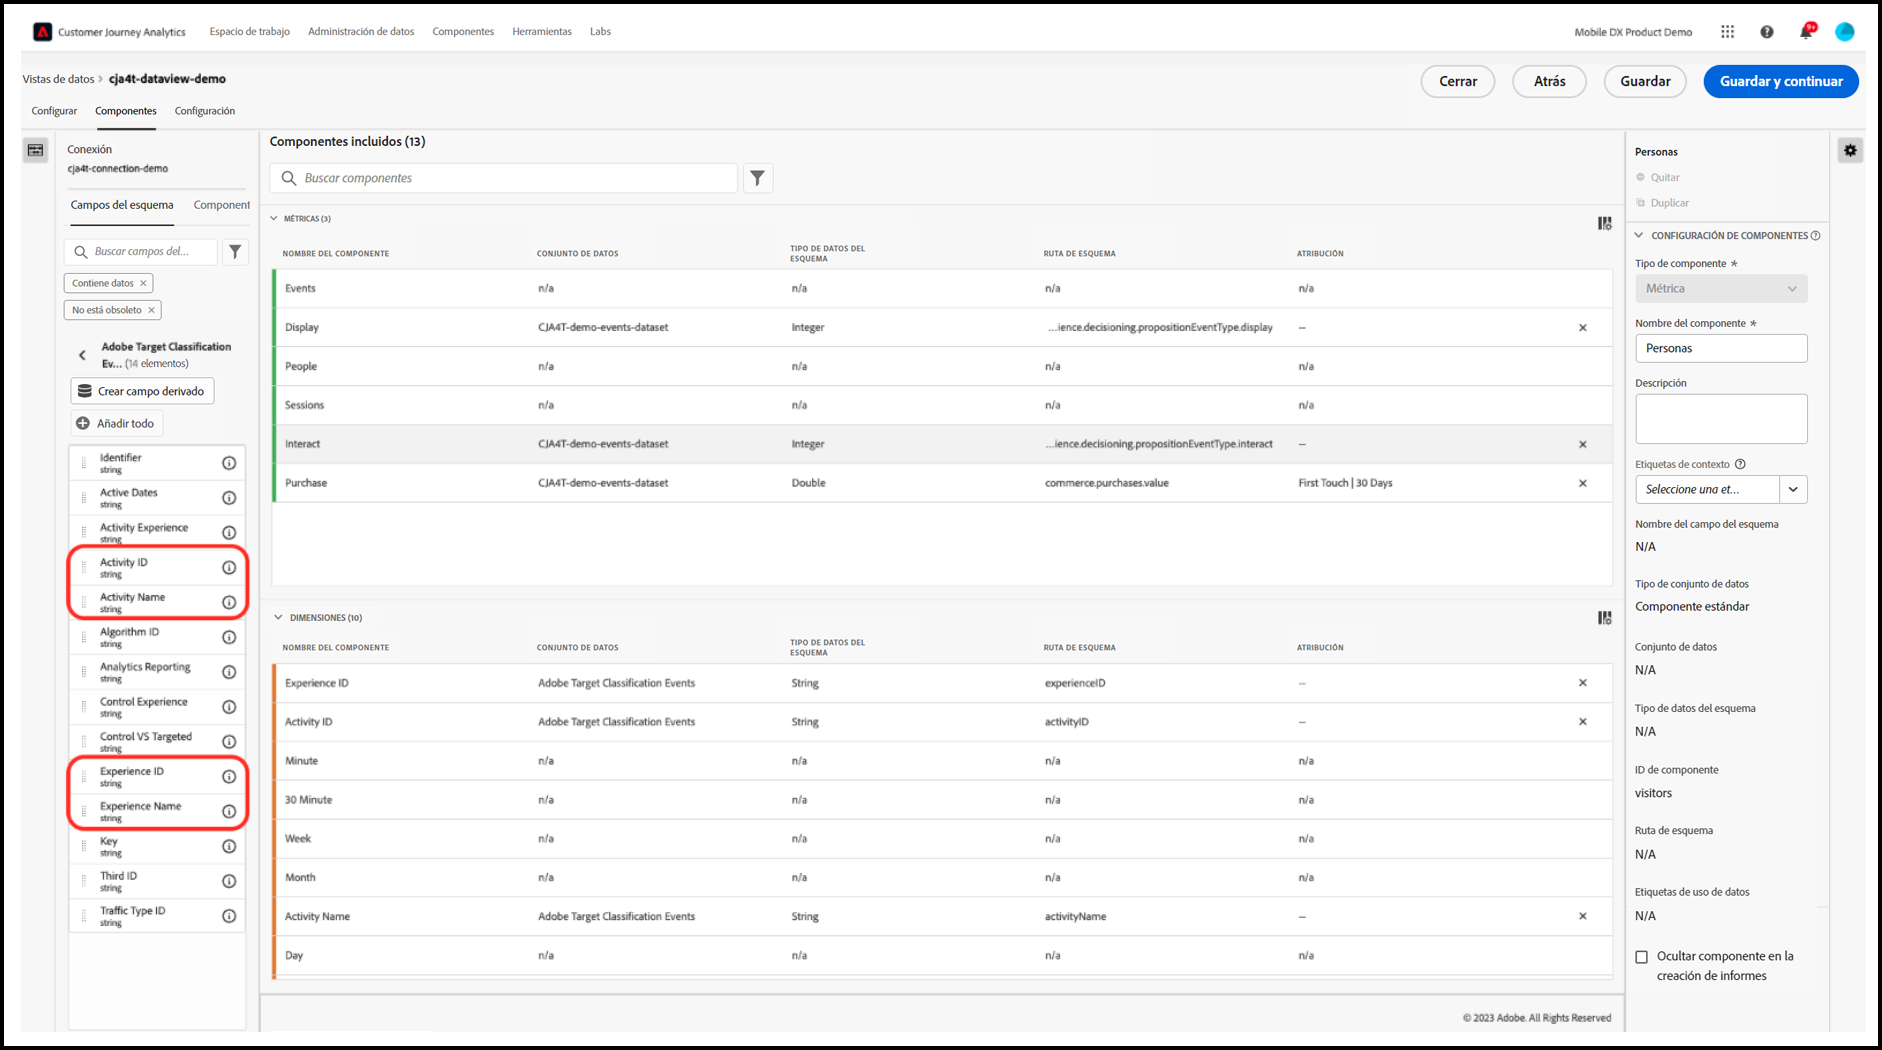 Customer Journey Analytics
Espacio de trabajo
Administración de datos
Componentes
Herramientas
Labs
Mobile DX Product Demo
9+
Vistas de datos > cja4t-dataview-demo
Cerrar
Atrás
Guardar
Guardar y continuar
Configurar
Componentes
Configuración
Conexión
cja4t-connection-demo
Campos del esquema
Component
Buscar campos del...
Contiene datos ×
No está obsoleto ×
Adobe Target Classification
Ev... (14 elementos)
Crear campo derivado
Añadir todo
Identifier
string
Active Dates
string
Activity Experience
string
Activity ID
string
Activity Name
string
Algorithm ID
string
Analytics Reporting
string
Control Experience
string
Control VS Targeted
string
Experience ID
string
Experience Name
string
Key
string
Third ID
string
Traffic Type ID
string
Componentes incluidos (13)
Buscar componentes
MÉTRICAS (3)
NOMBRE DEL COMPONENTE CONJUNTO DE DATOS TIPO DE DATOS DEL ESQUEMA RUTA DE ESQUEMA ATRIBUCIÓN
Events n/a n/a n/a n/a
Display CJA4T-demo-events-dataset Integer ...ience.decisioning.propositionEventType.display –
People n/a n/a n/a n/a
Sessions n/a n/a n/a n/a
Interact CJA4T-demo-events-dataset Integer ...ience.decisioning.propositionEventType.interact –
Purchase CJA4T-demo-events-dataset Double commerce.purchases.value First Touch | 30 Days
DIMENSIONES (10)
NOMBRE DEL COMPONENTE CONJUNTO DE DATOS TIPO DE DATOS DEL ESQUEMA RUTA DE ESQUEMA ATRIBUCIÓN
Experience ID Adobe Target Classification Events String experienceID –
Activity ID Adobe Target Classification Events String activityID –
Minute n/a n/a n/a n/a
30 Minute n/a n/a n/a n/a
Week n/a n/a n/a n/a
Month n/a n/a n/a n/a
Activity Name Adobe Target Classification Events String activityName –
Day n/a n/a n/a n/a
© 2023 Adobe. All Rights Reserved
Personas
Quitar
Duplicar
CONFIGURACIÓN DE COMPONENTES
Tipo de componente *
Métrica
Nombre del componente *
Personas
Descripción
Etiquetas de contexto
Seleccione una et...
Nombre del campo del esquema
N/A
Tipo de conjunto de datos
Componente estándar
Conjunto de datos
N/A
Tipo de datos del esquema
N/A
ID de componente
visitors
Ruta de esquema
N/A
Etiquetas de uso de datos
N/A
Ocultar componente en la
creación de informes